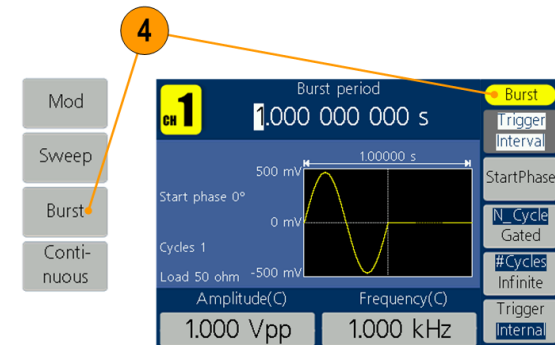 4
Mod
Sweep
Burst
Conti-
nuous
CH 1
Burst period
1.000 000 000 s
1.00000 s
500 mV
Start phase 0°
0 mV
Cycles 1
Load 50 ohm
-500 mV
Amplitude(C)
Frequency(C)
1.000 Vpp
1.000 kHz
Burst
Trigger
Interval
StartPhase
N_Cycle
Gated
#Cycles
Infinite
Trigger
Internal